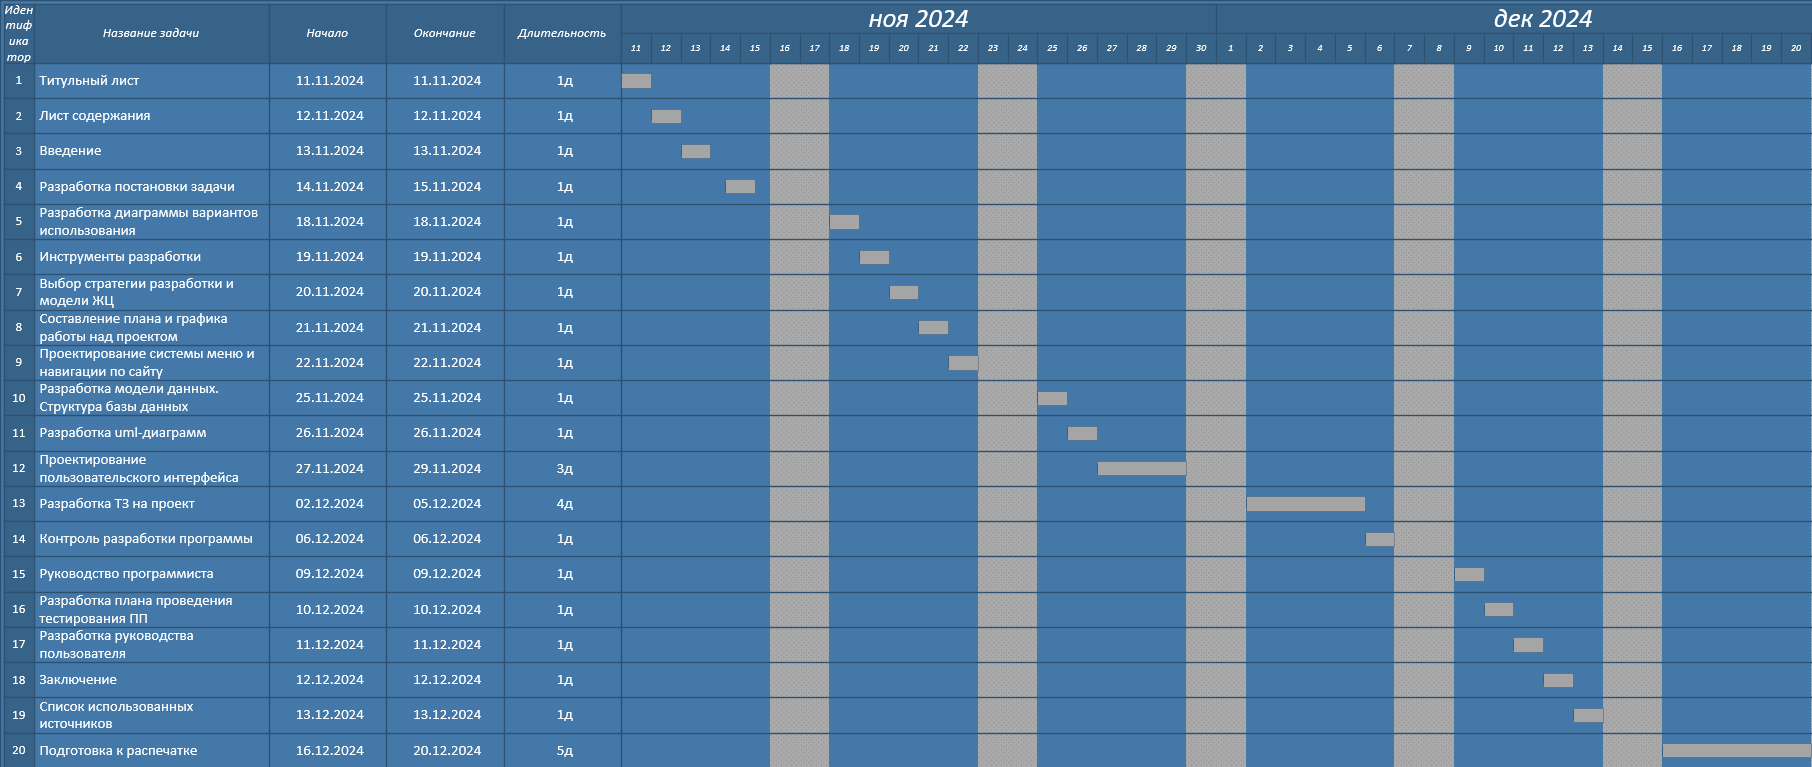 Иден
тиф
ика
тор
Название задачи
Начало
Окончание
Длительность
ноя 2024
дек 2024
11 12 13 14 15 16 17 18 19 20 21 22 23 24 25 26 27 28 29 30 1 2 3 4 5 6 7 8 9 10 11 12 13 14 15 16 17 18 19 20
1 Титульный лист 11.11.2024 11.11.2024 1д
2 Лист содержания 12.11.2024 12.11.2024 1д
3 Введение 13.11.2024 13.11.2024 1д
4 Разработка постановки задачи 14.11.2024 15.11.2024 1д
5 Разработка диаграммы вариантов
использования 18.11.2024 18.11.2024 1д
6 Инструменты разработки 19.11.2024 19.11.2024 1д
7 Выбор стратегии разработки и
модели ЖЦ 20.11.2024 20.11.2024 1д
8 Составление плана и графика
работы над проектом 21.11.2024 21.11.2024 1д
9 Проектирование системы меню и
навигации по сайту 22.11.2024 22.11.2024 1д
10 Разработка модели данных.
Структура базы данных 25.11.2024 25.11.2024 1д
11 Разработка uml-диаграмм 26.11.2024 26.11.2024 1д
12 Проектирование
пользовательского интерфейса 27.11.2024 29.11.2024 3д
13 Разработка ТЗ на проект 02.12.2024 05.12.2024 4д
14 Контроль разработки программы 06.12.2024 06.12.2024 1д
15 Руководство программиста 09.12.2024 09.12.2024 1д
16 Разработка плана проведения
тестирования ПП 10.12.2024 10.12.2024 1д
17 Разработка руководства
пользователя 11.12.2024 11.12.2024 1д
18 Заключение 12.12.2024 12.12.2024 1д
19 Список использованных
источников 13.12.2024 13.12.2024 1д
20 Подготовка к распечатке 16.12.2024 20.12.2024 5д